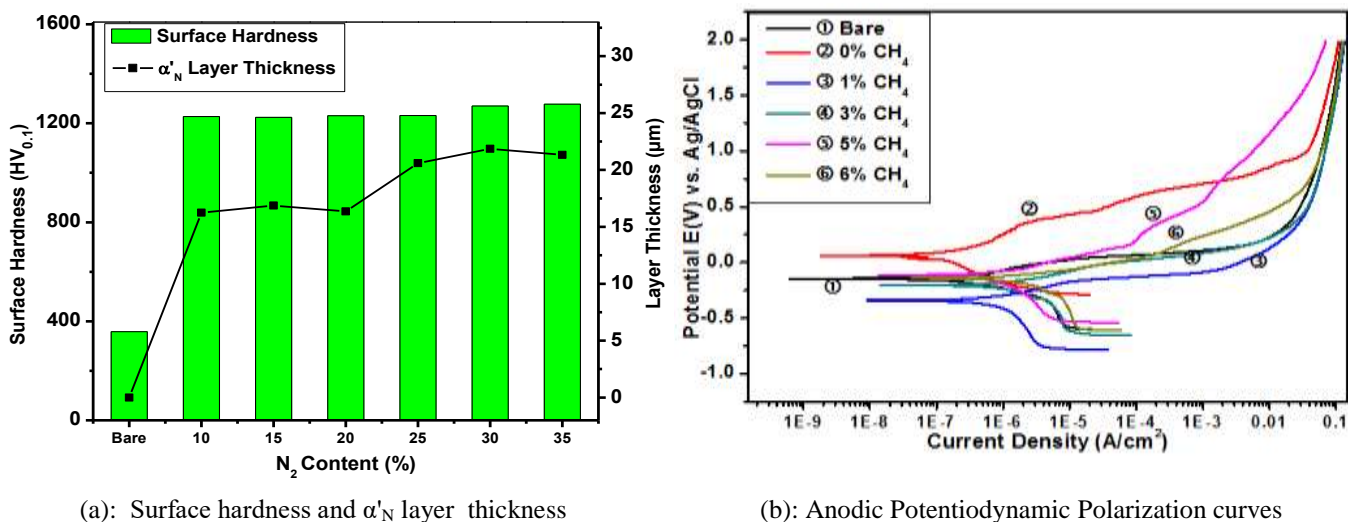 1600
1200
800
400
0
Surface Hardness (HV0.1)
Surface Hardness
α'N Layer Thickness
30
25
20
15
10
5
0
Layer Thickness (μm)
Bare 10 15 20 25 30 35
N2 Content (%)
(a): Surface hardness and α'N layer thickness
2.0
1.5
1.0
0.5
0.0
-0.5
-1.0
Potential E(V) vs. Ag/AgCl
① Bare
② 0% CH4
③ 1% CH4
④ 3% CH4
⑤ 5% CH4
⑥ 6% CH4
②
⑤
⑥
④
③
①
1E-9 1E-8 1E-7 1E-6 1E-5 1E-4 1E-3 0.01 0.1
Current Density (A/cm2)
(b): Anodic Potentiodynamic Polarization curves